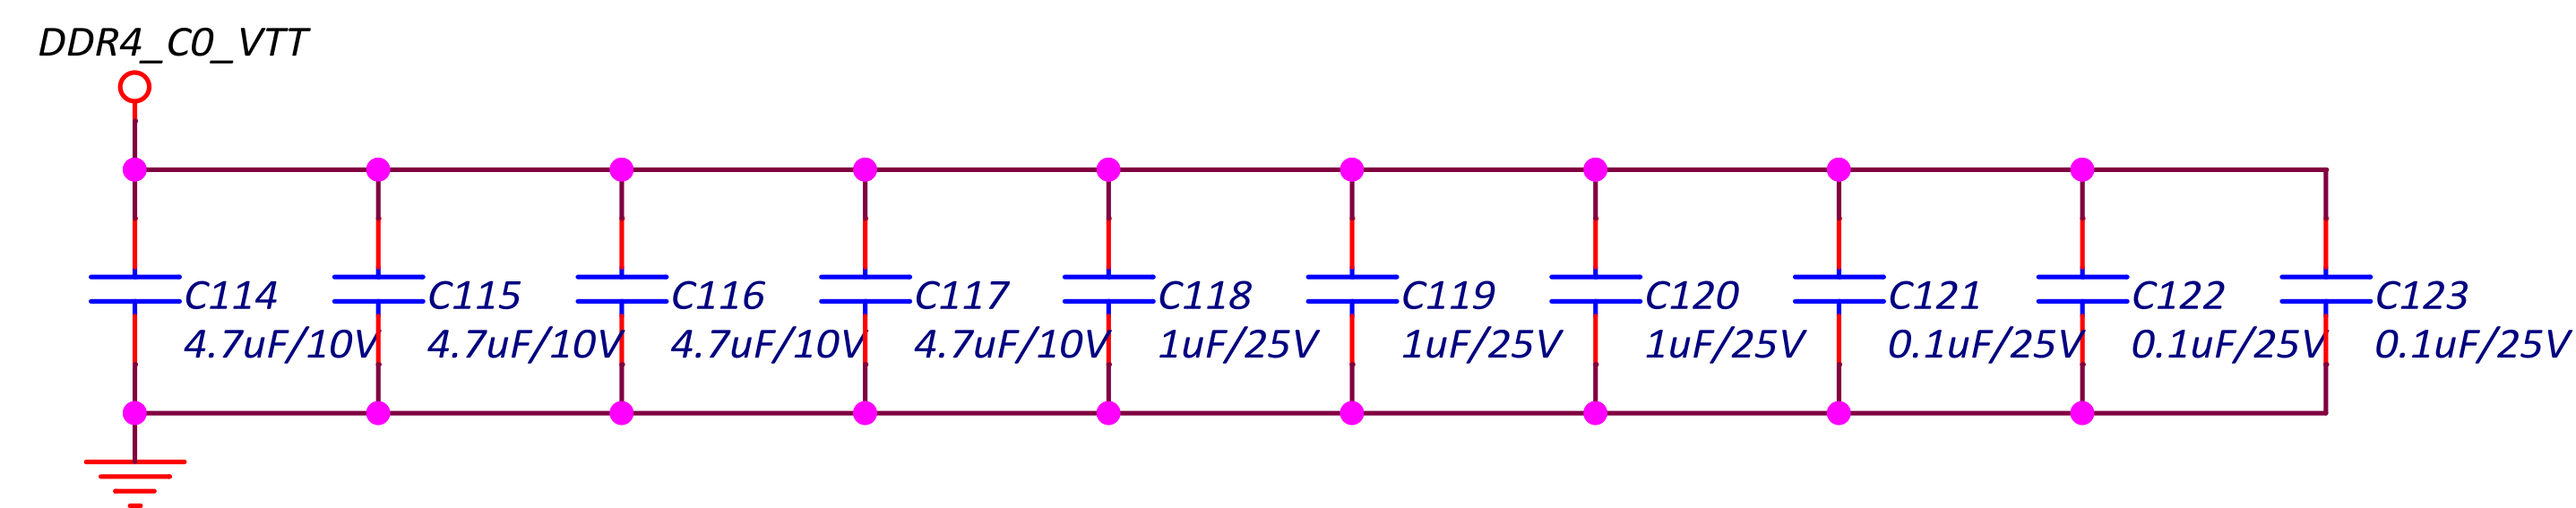 DDR4_C0_VTT
C114
4.7uF/10V
C115
4.7uF/10V
C116
4.7uF/10V
C117
4.7uF/10V
C118
1uF/25V
C119
1uF/25V
C120
1uF/25V
C121
0.1uF/25V
C122
0.1uF/25V
C123
0.1uF/25V